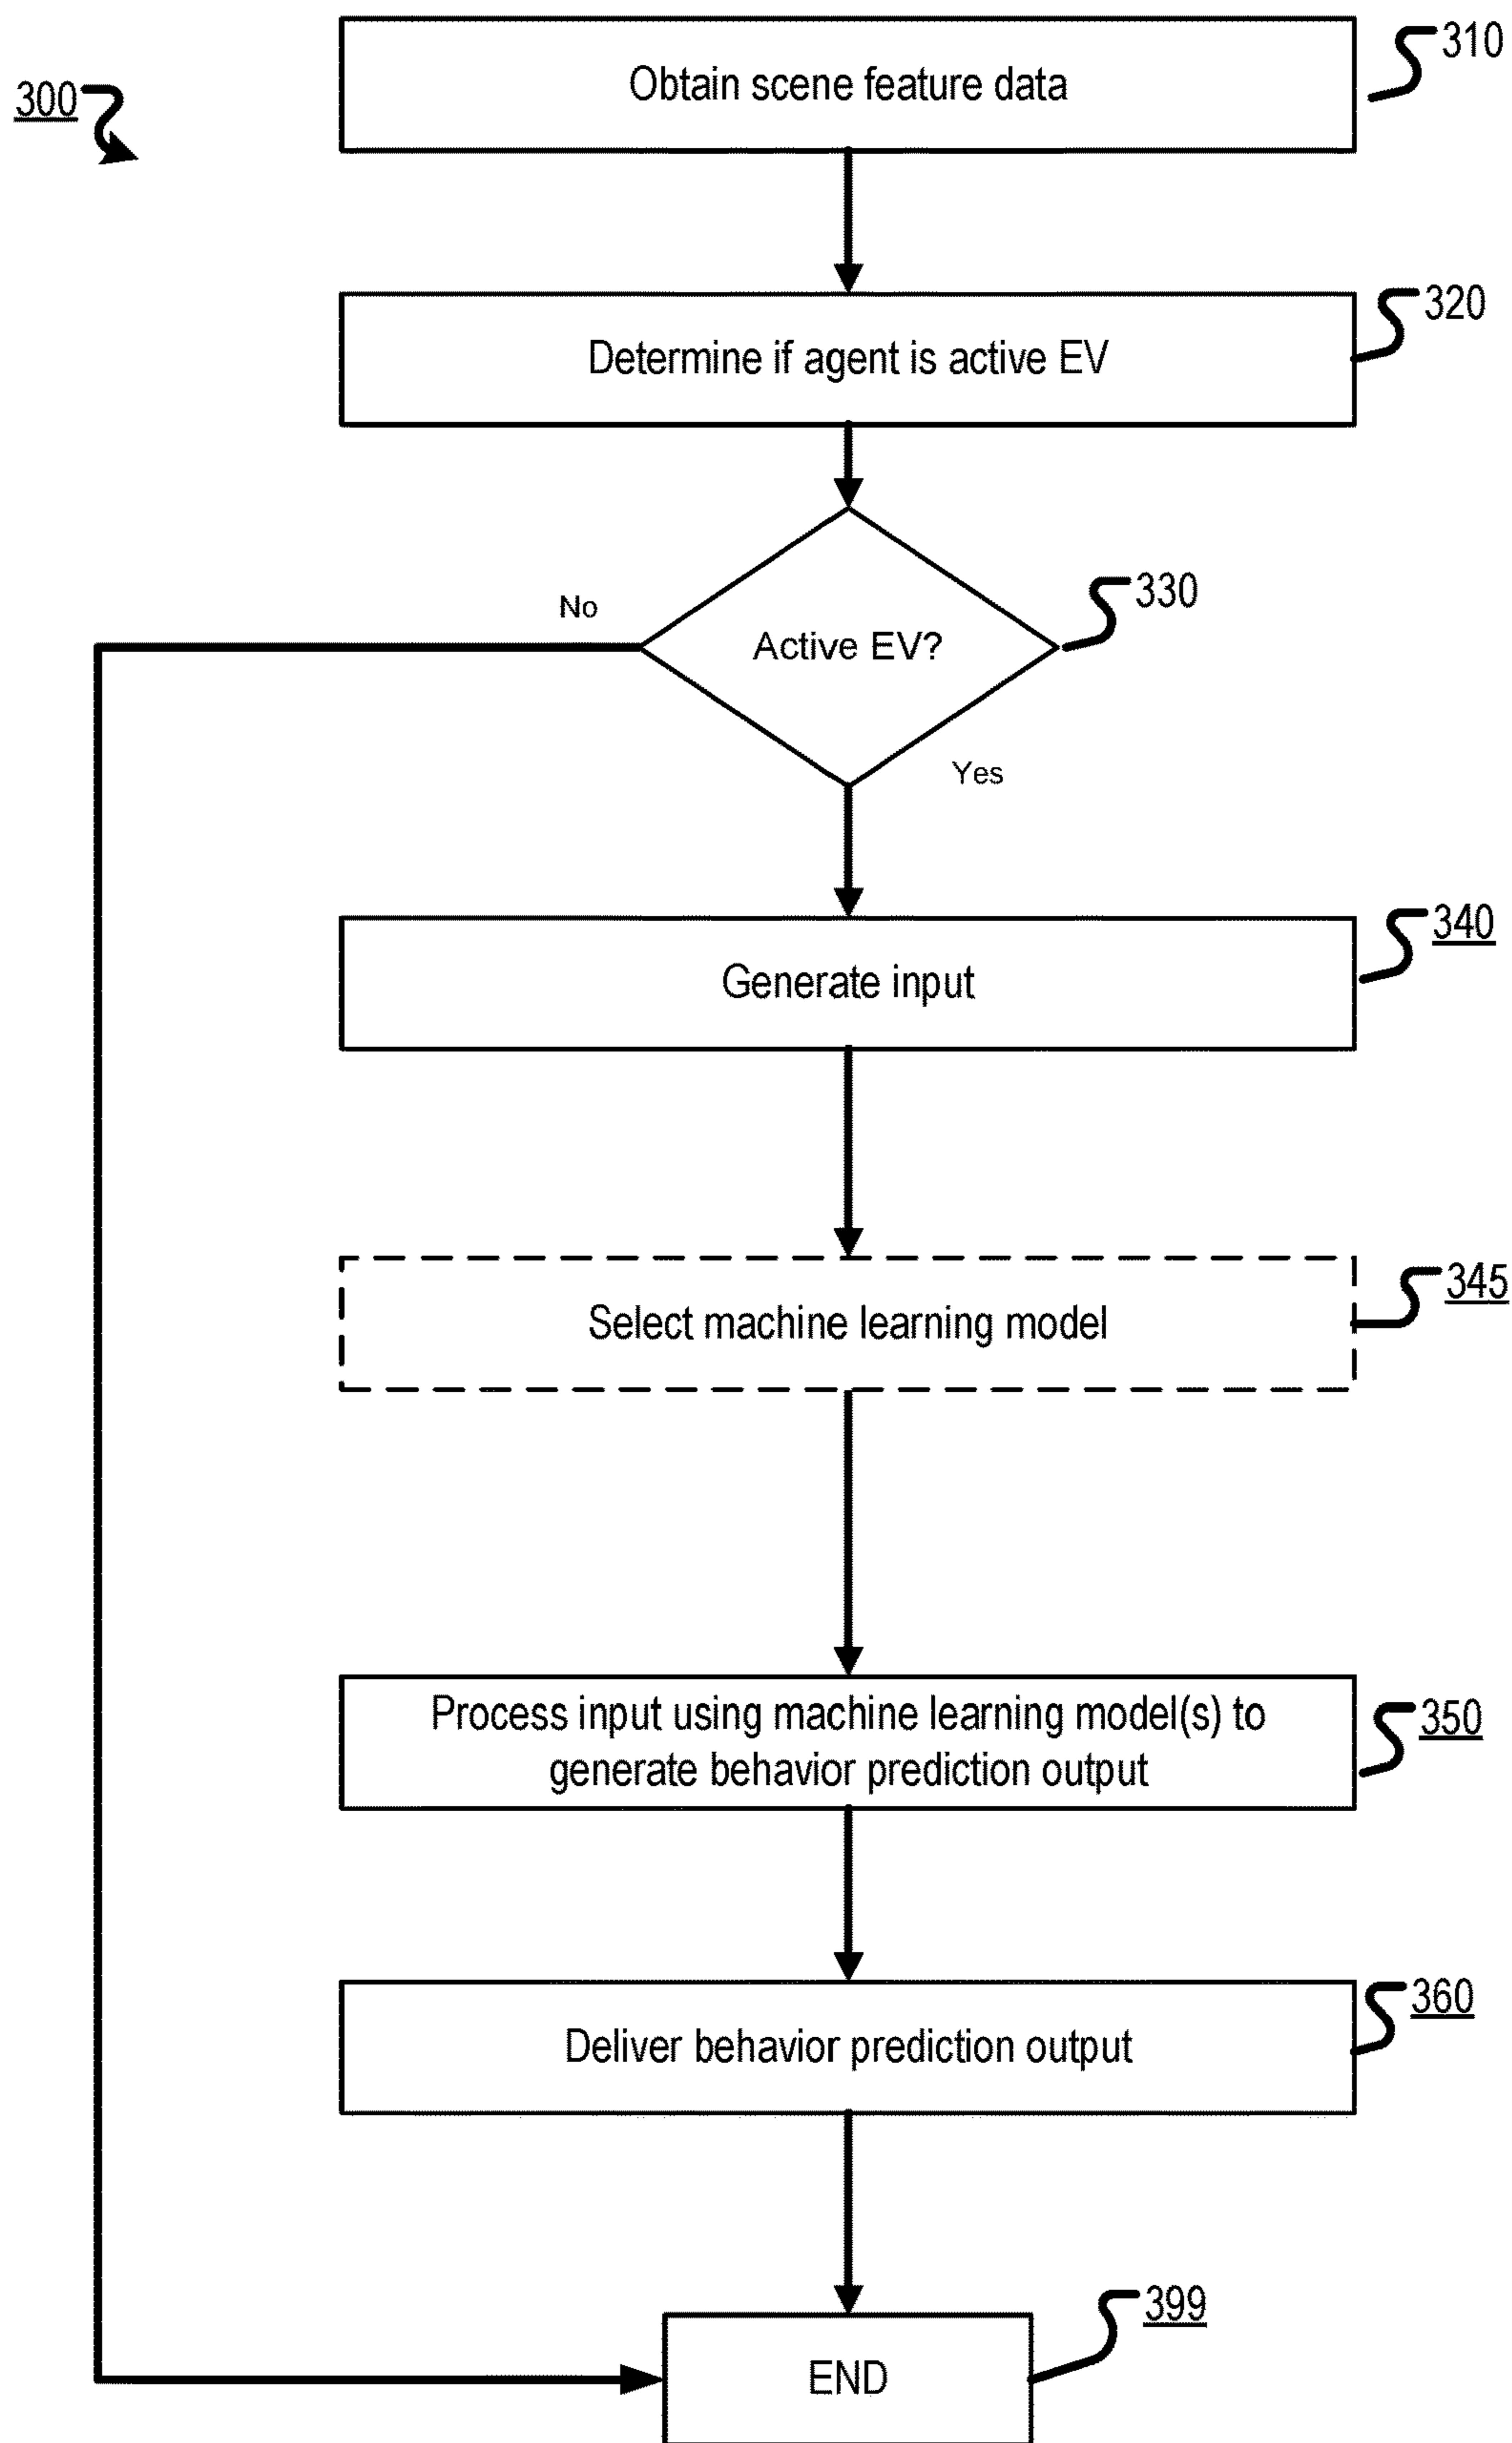 300
Obtain scene feature data
310
Determine if agent is active EV
320
Active EV?
330
No
Yes
Generate input
340
Select machine learning model
345
Process input using machine learning model(s) to
generate behavior prediction output
350
Deliver behavior prediction output
360
END
399